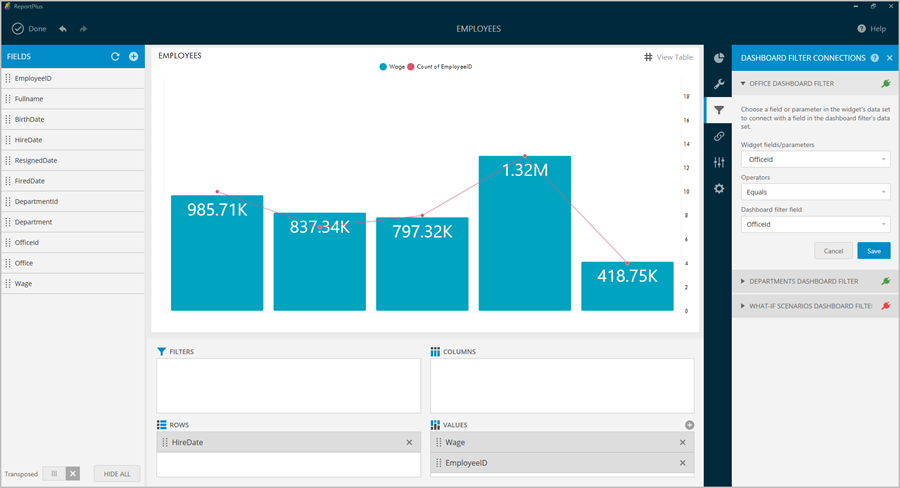 ReportPlus
Done
EMPLOYEES
Help
FIELDS
EmployeeID
Fullname
BirthDate
HireDate
ResignedDate
FiredDate
DepartmentId
Department
OfficeId
Office
Wage
Transposed
HIDE ALL
EMPLOYEES
View Table
Wage Count of EmployeeID
18
16
14
12
10
8
6
4
2
0
985.71K
837.34K
797.32K
1.32M
418.75K
FILTERS
COLUMNS
ROWS
HireDate
VALUES
Wage
EmployeeID
DASHBOARD FILTER CONNECTIONS
OFFICE DASHBOARD FILTER
Choose a field or parameter in the widget's data set
to connect with a field in the dashboard filter's data
set.
Widget fields/parameters
OfficeId
Operators
Equals
Dashboard filter field
OfficeId
Cancel
Save
DEPARTMENTS DASHBOARD FILTER
WHAT-IF SCENARIOS DASHBOARD FILTE